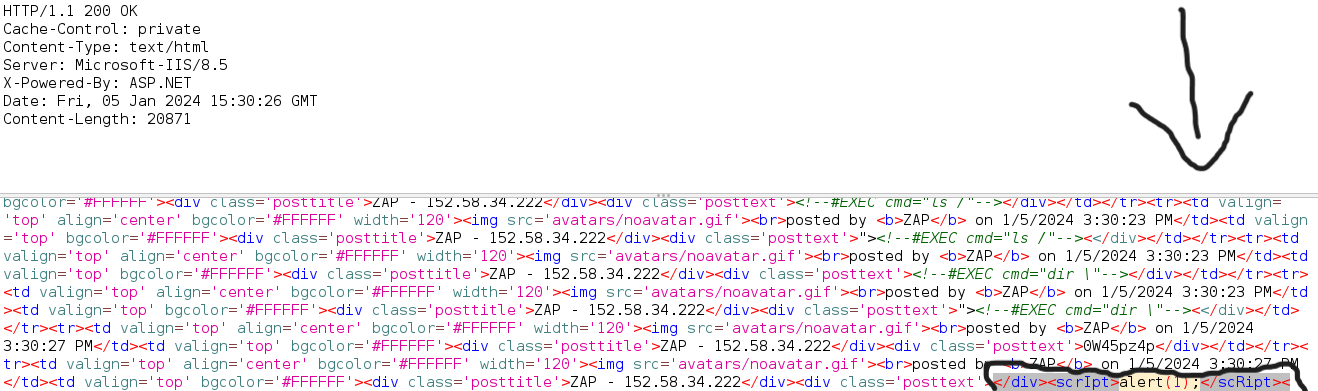 HTTP/1.1 200 OK
Cache-Control: private
Content-Type: text/html
Server: Microsoft-IIS/8.5
X-Powered-By: ASP.NET
Date: Fri, 05 Jan 2024 15:30:26 GMT
Content-Length: 20871
bgcolor='#FFFFFF'><div class='posttitle'>ZAP - 152.58.34.222</div><div class='posttext'><!--#EXEC cmd="ls /"--></div></td></tr><tr><td valign=
'top' align='center' bgcolor='#FFFFFF' width='120'><img src='avatars/noavatar.gif'><br>posted by <b>ZAP</b> on 1/5/2024 3:30:23 PM</td><td valign
='top' bgcolor='#FFFFFF'><div class='posttitle'>ZAP - 152.58.34.222</div><div class='posttext'>"><!--#EXEC cmd="ls /"--><</div></td></tr><tr><td
valign='top' align='center' bgcolor='#FFFFFF' width='120'><img src='avatars/noavatar.gif'><br>posted by <b>ZAP</b> on 1/5/2024 3:30:23 PM</td><td
valign='top' bgcolor='#FFFFFF'><div class='posttitle'>ZAP - 152.58.34.222</div><div class='posttext'><!--#EXEC cmd="dir \"--></div></td></tr><tr>
<td valign='top' align='center' bgcolor='#FFFFFF' width='120'><img src='avatars/noavatar.gif'><br>posted by <b>ZAP</b> on 1/5/2024 3:30:23 PM</td
><td valign='top' bgcolor='#FFFFFF'><div class='posttitle'>ZAP - 152.58.34.222</div><div class='posttext'>"><!--#EXEC cmd="dir \"--><</div></td>
</tr><tr><td valign='top' align='center' bgcolor='#FFFFFF' width='120'><img src='avatars/noavatar.gif'><br>posted by <b>ZAP</b> on 1/5/2024
3:30:27 PM</td><td valign='top' bgcolor='#FFFFFF'><div class='posttitle'>ZAP - 152.58.34.222</div><div class='posttext'>0W45pz4p</div></td></tr><
tr><td valign='top' align='center' bgcolor='#FFFFFF' width='120'><img src='avatars/noavatar.gif'><br>posted by <b>ZAP</b> on 1/5/2024 3:30:27 PM
</td><td valign='top' bgcolor='#FFFFFF'><div class='posttitle'>ZAP - 152.58.34.222</div><div class='posttext'></div><scrIpt>alert(1);</scRipt><